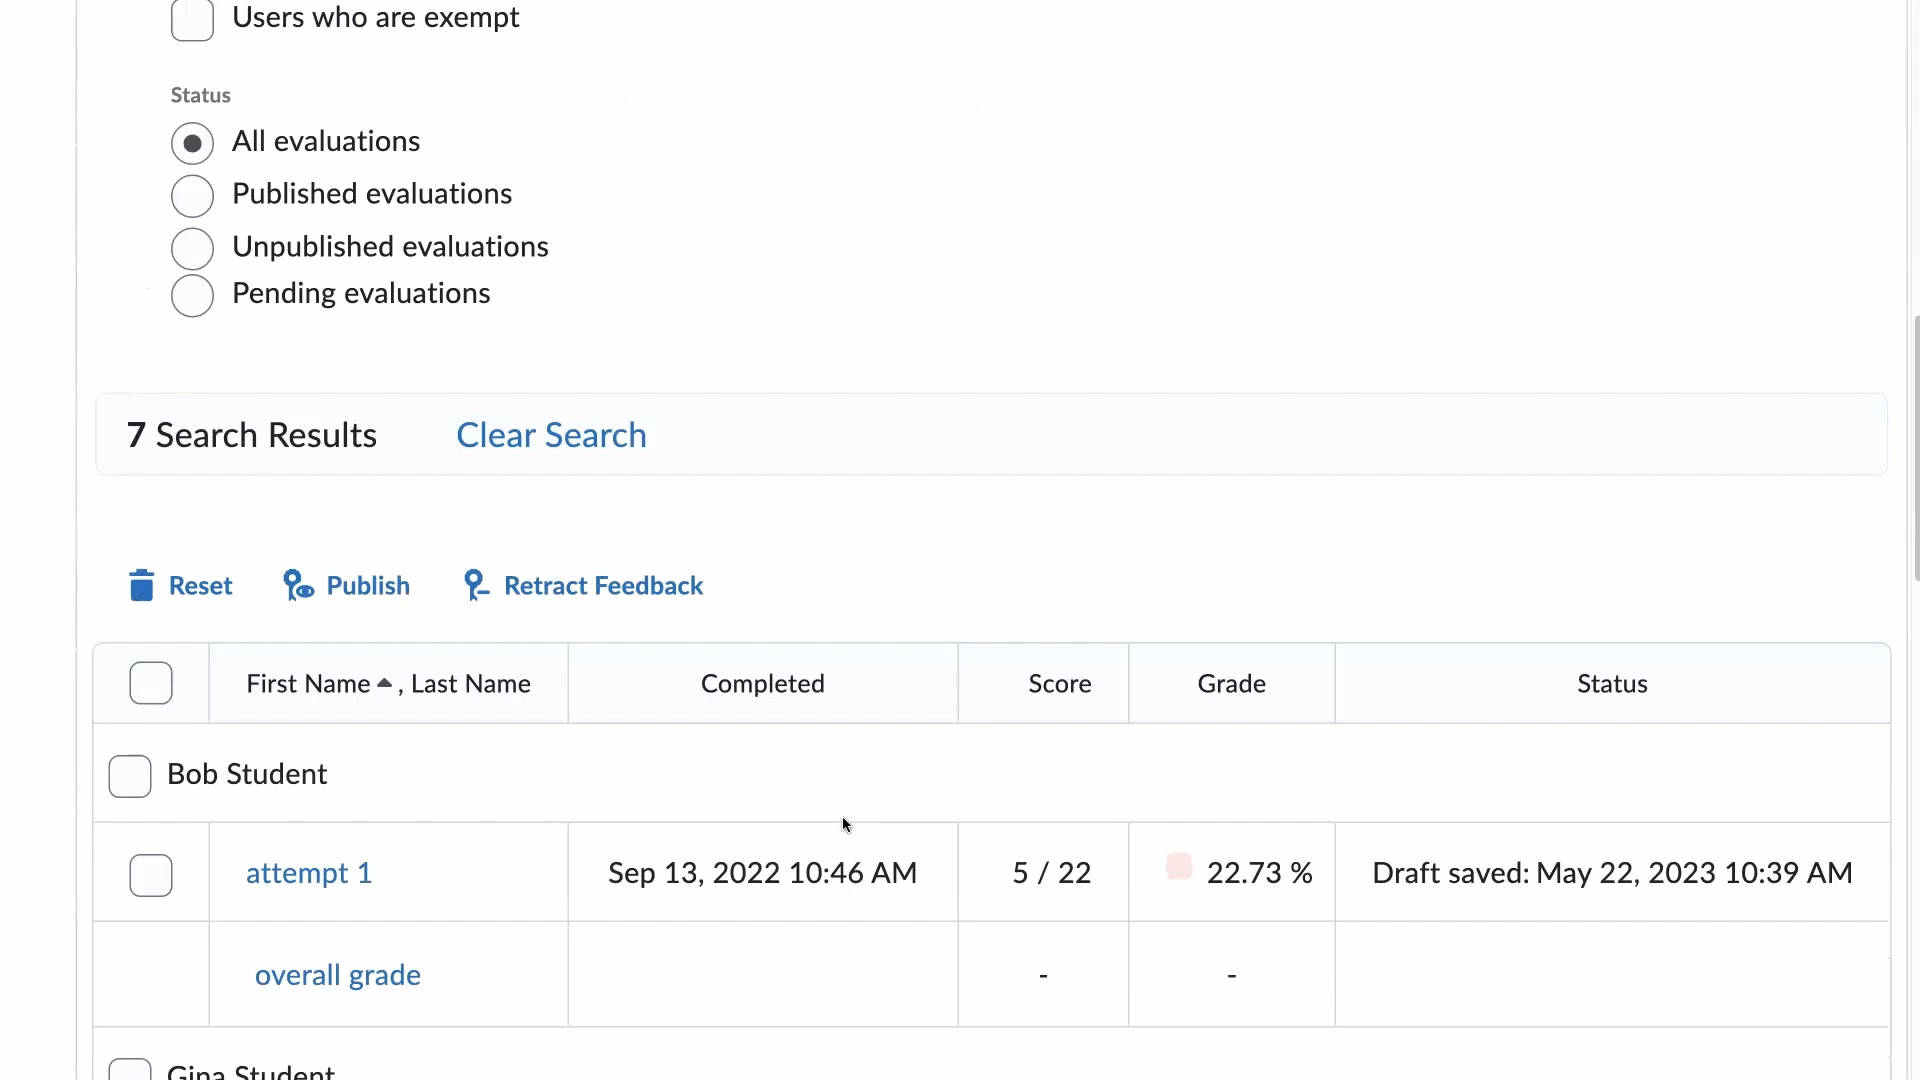 Users who are exempt
Status
All evaluations
Published evaluations
Unpublished evaluations
Pending evaluations
7 Search Results Clear Search
Reset Publish Retract Feedback
First Name , Last Name Completed Score Grade Status
Bob Student
attempt 1 Sep 13, 2022 10:46 AM 5 / 22 22.73 % Draft saved: May 22, 2023 10:39 AM
overall grade - -
Gina Student